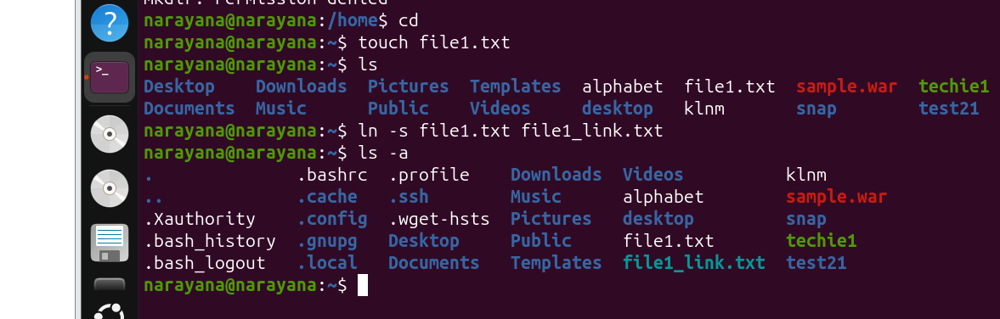 mkdir: Permission denied
narayana@narayana:/home$ cd
narayana@narayana:~$ touch file1.txt
narayana@narayana:~$ ls
Desktop Downloads Pictures Templates alphabet file1.txt sample.war techie1
Documents Music Public Videos desktop klnm snap test21
narayana@narayana:~$ ln -s file1.txt file1_link.txt
narayana@narayana:~$ ls -a
. .bashrc .profile Downloads Videos klnm
.. .cache .ssh Music alphabet sample.war
.Xauthority .config .wget-hsts Pictures desktop snap
.bash_history .gnupg Desktop Public file1.txt techie1
.bash_logout .local Documents Templates file1_link.txt test21
narayana@narayana:~$
?
>_